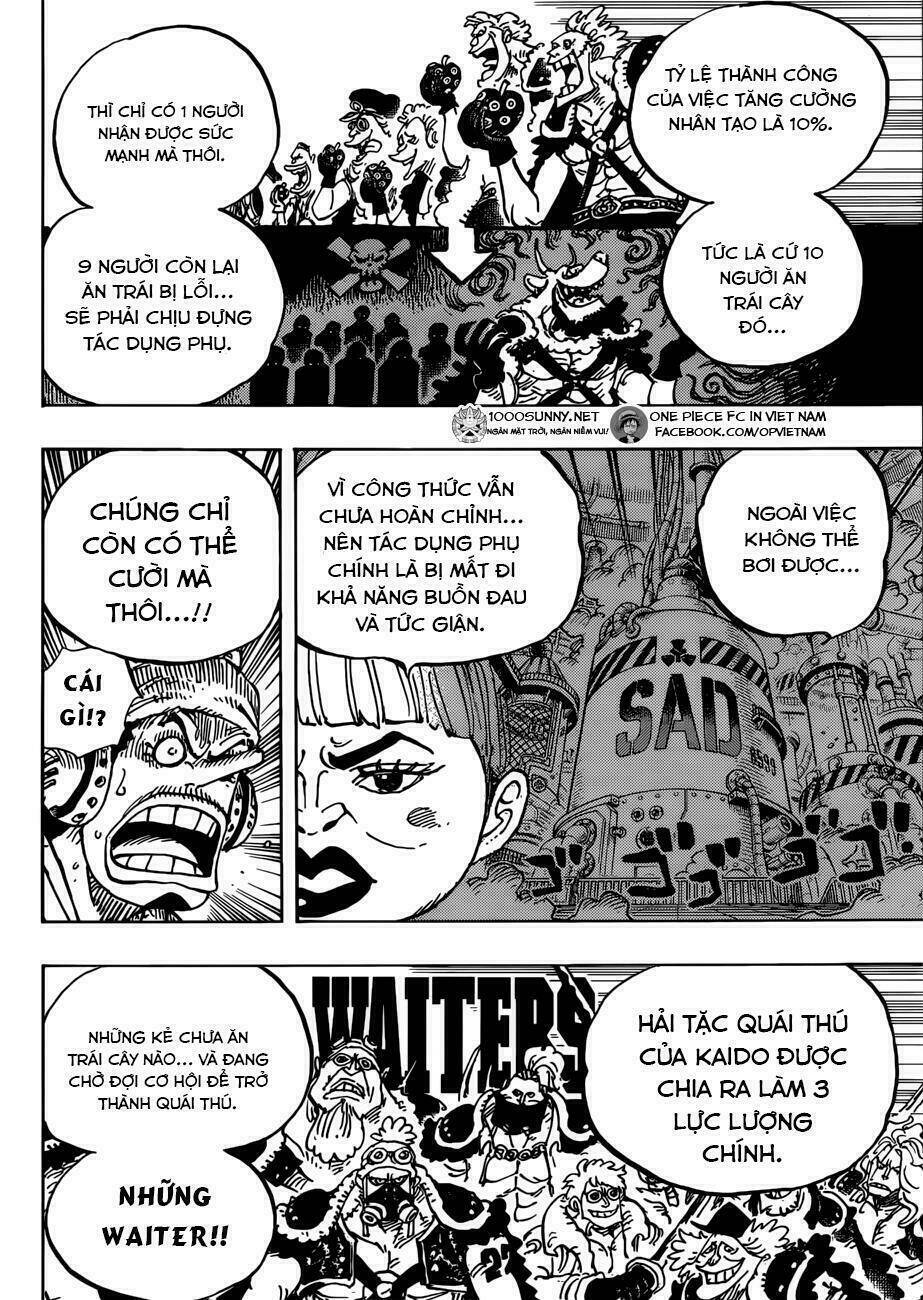 TỶ LỆ THÀNH CÔNG
CỦA VIỆC TĂNG CƯỜNG
NHÂN TẠO LÀ 10%.
TỨC LÀ CỨ 10
NGƯỜI ĂN
TRÁI CÂY
ĐÓ...
THÌ CHỈ CÓ 1 NGƯỜI
NHẬN ĐƯỢC SỨC
MẠNH MÀ THÔI.
9 NGƯỜI CÒN LẠI
ĂN TRÁI BỊ LỖI...
SẼ PHẢI CHỊU ĐỰNG
TÁC DỤNG PHỤ.
1000SUNNY.NET
NGÀN MẶT TRỜI, NGÀN NIỀM VUI!
ONE PIECE FC IN VIET NAM
FACEBOOK.COM/OPVIETNAM
NGOÀI VIỆC
KHÔNG THỂ
BƠI ĐƯỢC...
VÌ CÔNG THỨC VẪN
CHƯA HOÀN CHỈNH...
NÊN TÁC DỤNG PHỤ
CHÍNH LÀ BỊ MẤT ĐI
KHẢ NĂNG BUỒN ĐAU
VÀ TỨC GIẬN.
SAD
8599
ゴゴゴゴゴ
CHÚNG CHỈ
CÒN CÓ THỂ
CƯỜI MÀ
THÔI...!!
CÁI
GÌ!?
WAITERS
HẢI TẶC QUÁI THÚ
CỦA KAIDO ĐƯỢC
CHIA RA LÀM 3
LỰC LƯỢNG
CHÍNH.
NHỮNG KẺ CHƯA ĂN
TRÁI CÂY NÀO... VÀ ĐANG
CHỜ ĐỢI CƠ HỘI ĐỂ TRỞ
THÀNH QUÁI THÚ.
NHỮNG
WAITER!!
27